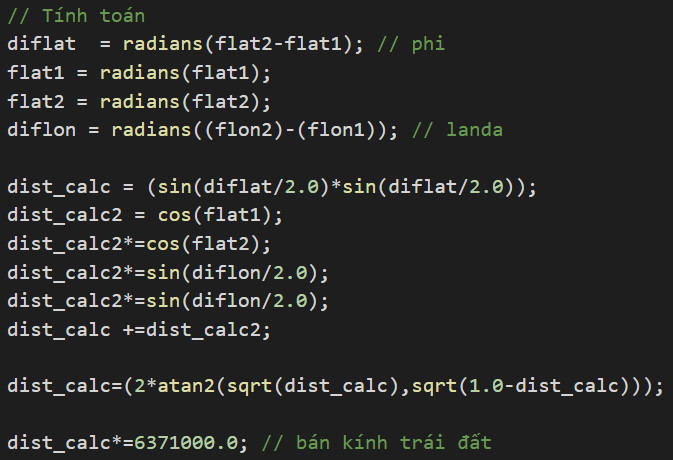 // Tính toán
diflat  = radians(flat2-flat1); // phi
flat1 = radians(flat1);
flat2 = radians(flat2);
diflon = radians((flon2)-(flon1)); // landa
dist_calc = (sin(diflat/2.0)*sin(diflat/2.0));
dist_calc2 = cos(flat1);
dist_calc2*=cos(flat2);
dist_calc2*=sin(diflon/2.0);
dist_calc2*=sin(diflon/2.0);
dist_calc +=dist_calc2;
dist_calc=(2*atan2(sqrt(dist_calc),sqrt(1.0-dist_calc)));
dist_calc*=6371000.0; // bán kính trái đất